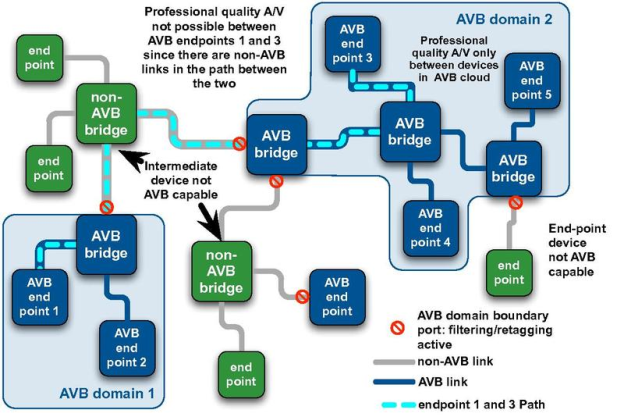 Professional quality A/V
not possible between
AVB endpoints 1 and 3
since there are non-AVB
links in the path between
the two
AVB domain 2
end
point
AVB
end
point 3
Professional
quality A/V only
between devices
in AVB cloud
AVB
end
point 5
non-
AVB
bridge
AVB
bridge
AVB
bridge
AVB
bridge
end
point
Intermediate
device not
AVB capable
AVB
end
point 4
AVB
bridge
non-
AVB
bridge
end
point
End-point
device
not AVB
capable
AVB
end
point 1
AVB
end
point 2
AVB
end
point
AVB domain 1
end
point
AVB domain boundary
port: filtering/retagging
active
non-AVB link
AVB link
endpoint 1 and 3 Path